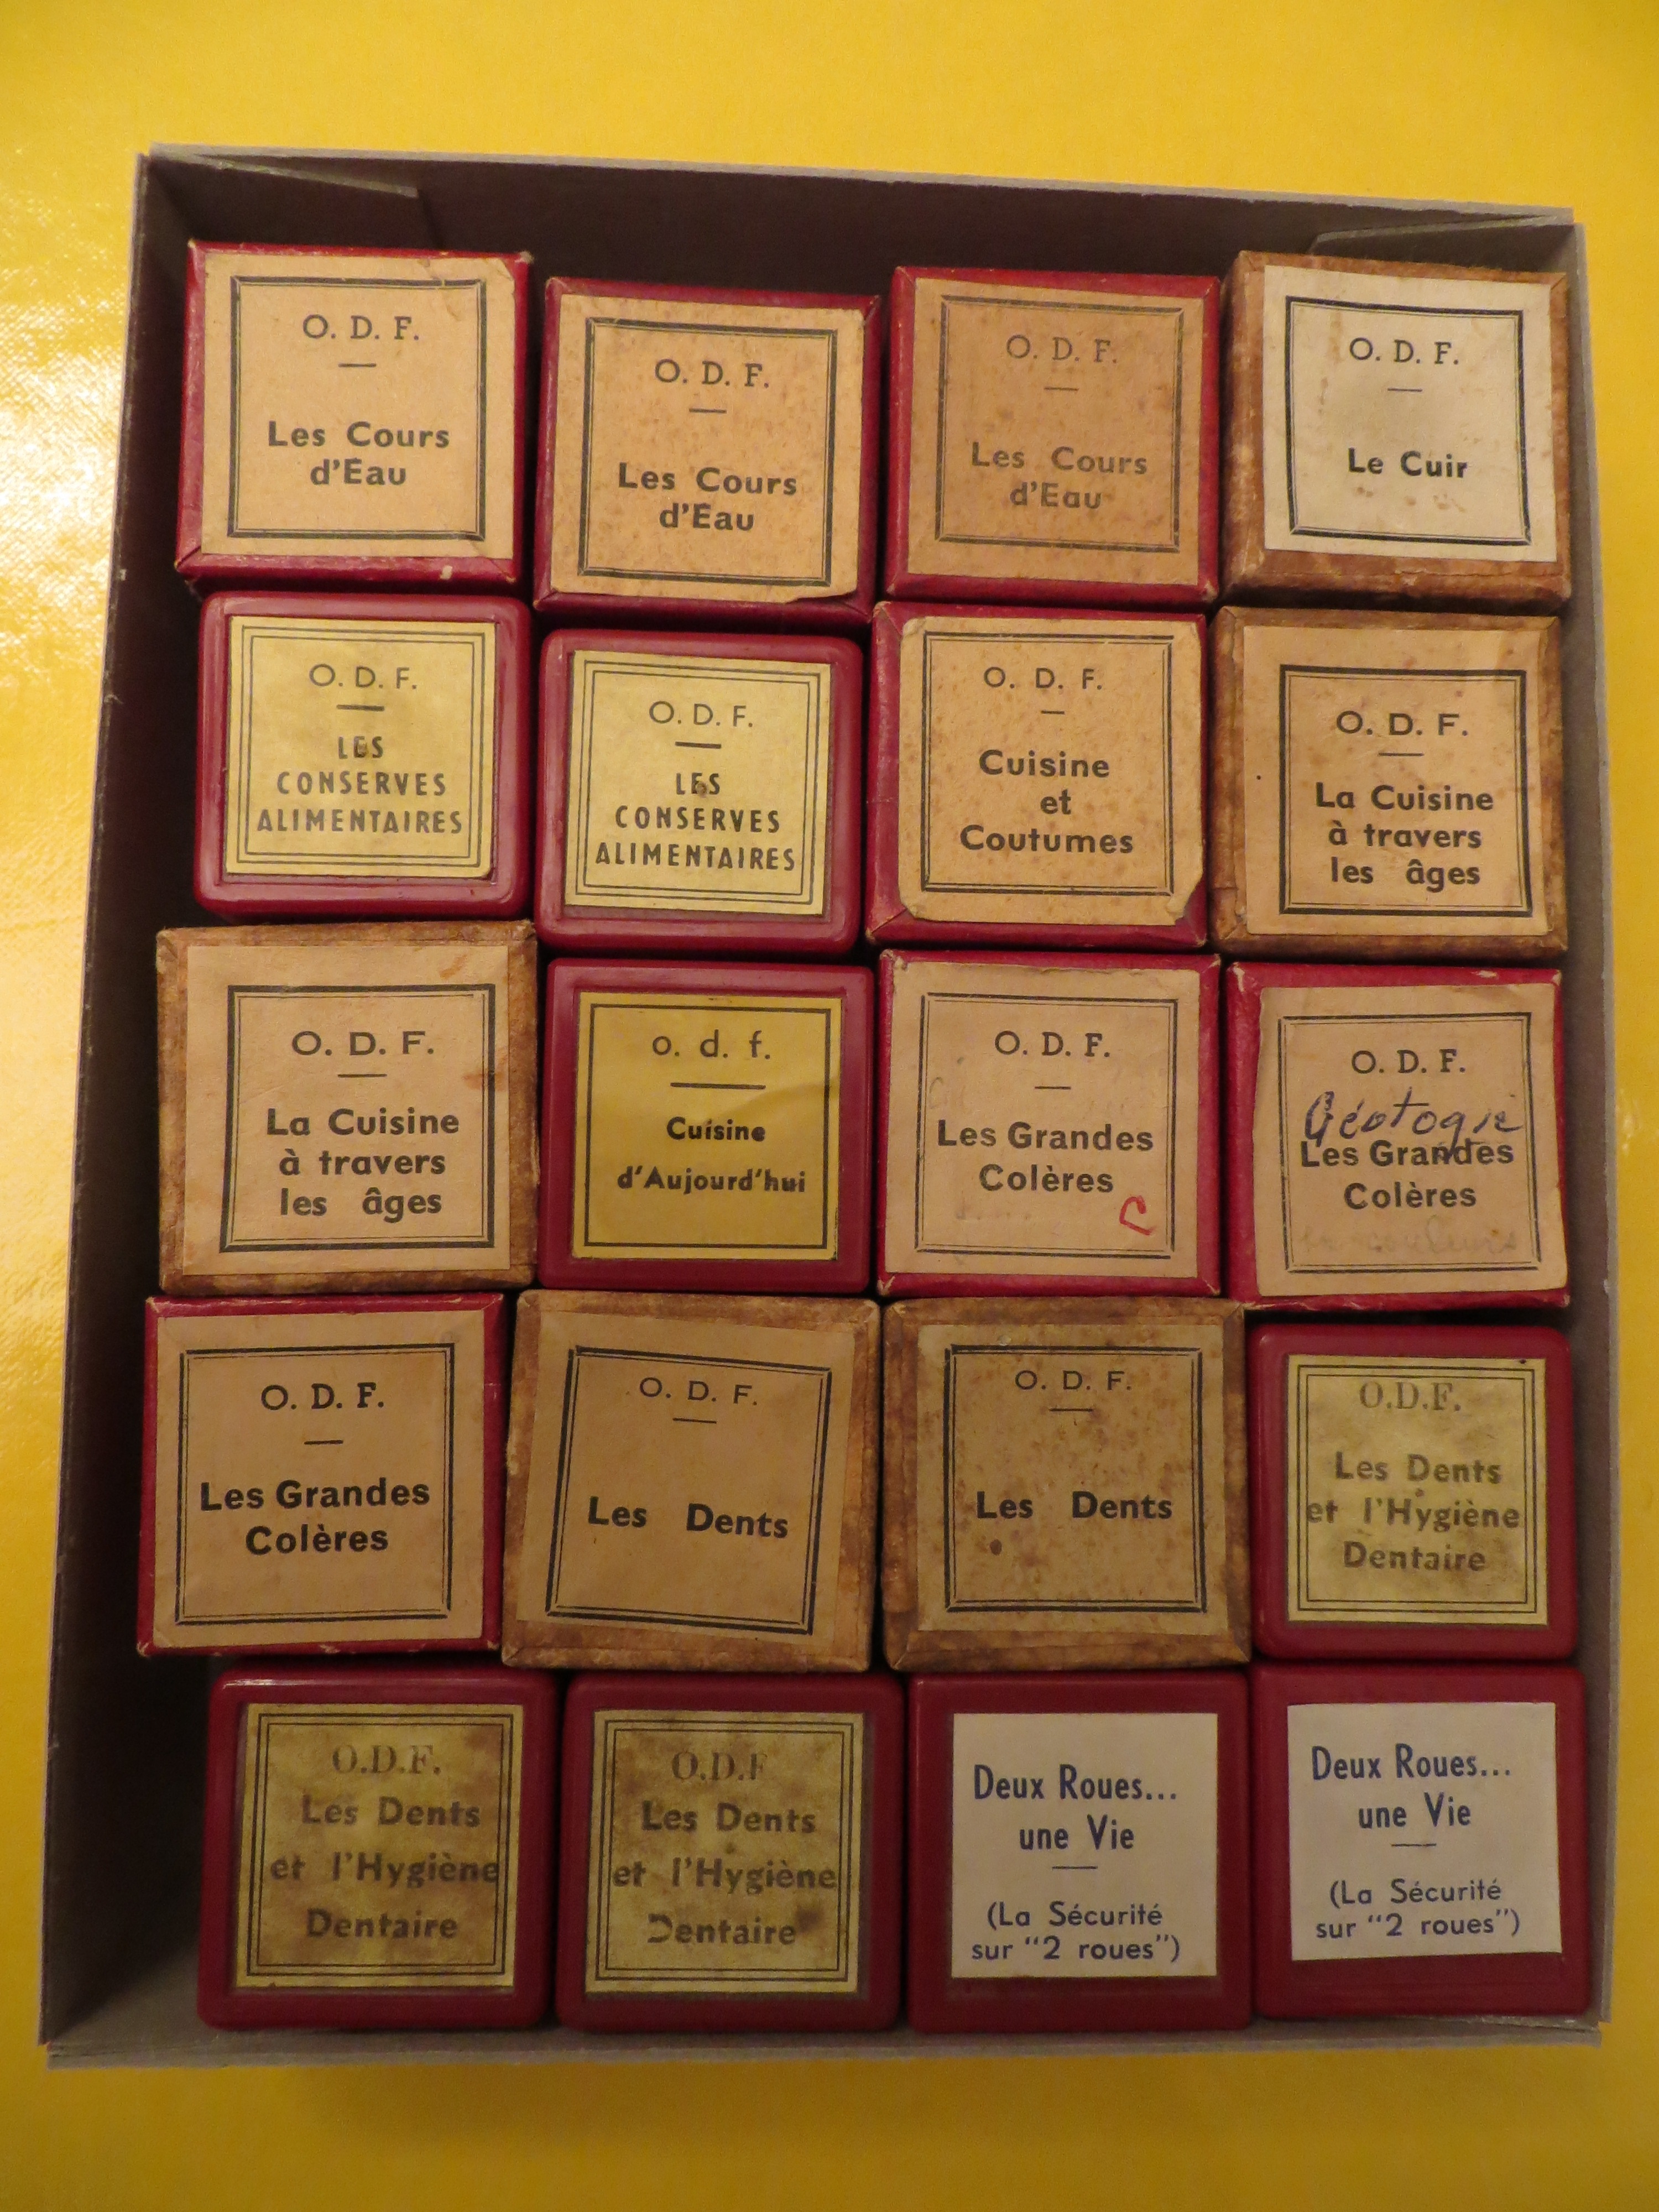 O. D. F.
Les Cours
d'Eau
O. D. F.
Les Cours
d'Eau
O. D. F.
Les Cours
d'Eau
O. D. F.
Le Cuir
O. D. F.
LES
CONSERVES
ALIMENTAIRES
O. D. F.
LES
CONSERVES
ALIMENTAIRES
O. D. F.
Cuisine
et
Coutumes
O. D. F.
La Cuisine
à travers
les âges
O. D. F.
La Cuisine
à travers
les âges
o. d. f.
Cuisine
d'Aujourd'hui
O. D. F.
Les Grandes
Colères
C
O. D. F.
Géologie
Les Grandes
Colères
O. D. F.
Les Grandes
Colères
O. D. F.
Les Dents
O. D. F.
Les Dents
O.D.F.
Les Dents
et l'Hygiène
Dentaire
O.D.F.
Les Dents
et l'Hygiène
Dentaire
O.D.F
Les Dents
et l'Hygiène
Dentaire
Deux Roues...
une Vie
(La Sécurité
sur "2 roues")
Deux Roues...
une Vie
(La Sécurité
sur "2 roues")